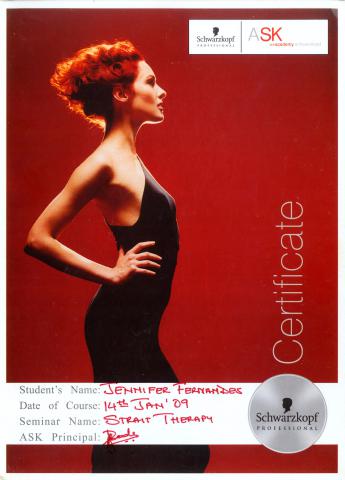 Schwarzkopf
PROFESSIONAL
ASK
Certificate
Student's Name: JENNIFER FERNANDES
Date of Course: 14th JAN' 09
Seminar Name: STRAIT THERAPY
ASK Principal:
Schwarzkopf
PROFESSIONAL